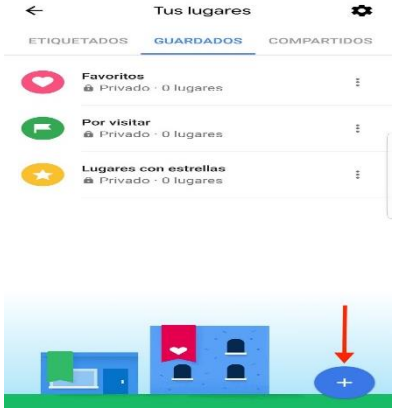 Tus lugares
ETIQUETADOS GUARDADOS COMPARTIDOS
Favoritos
Privado · 0 lugares
Por visitar
Privado · 0 lugares
Lugares con estrellas
Privado · 0 lugares